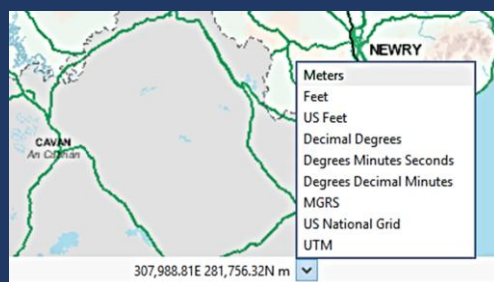 NEWRY
Meters
Feet
US Feet
Decimal Degrees
Degrees Minutes Seconds
Degrees Decimal Minutes
MGRS
US National Grid
UTM
CAVAN
An Cabhán
307,988.81E 281,756.32N m